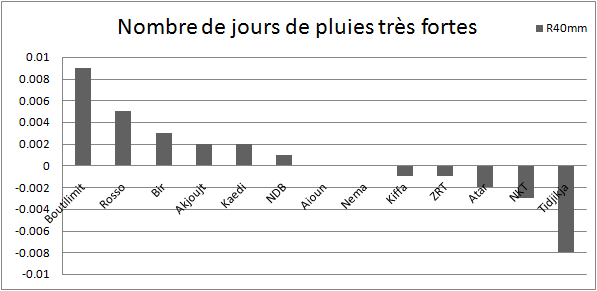 Nombre de jours de pluies très fortes
R40mm
0.01
0.008
0.006
0.004
0.002
0
-0.002
-0.004
-0.006
-0.008
-0.01
Boutilimit
Rosso
Bir
Akjoujt
Kaedi
NDB
Aioun
Nema
Kiffa
ZRT
Atar
NKT
Tidjikja